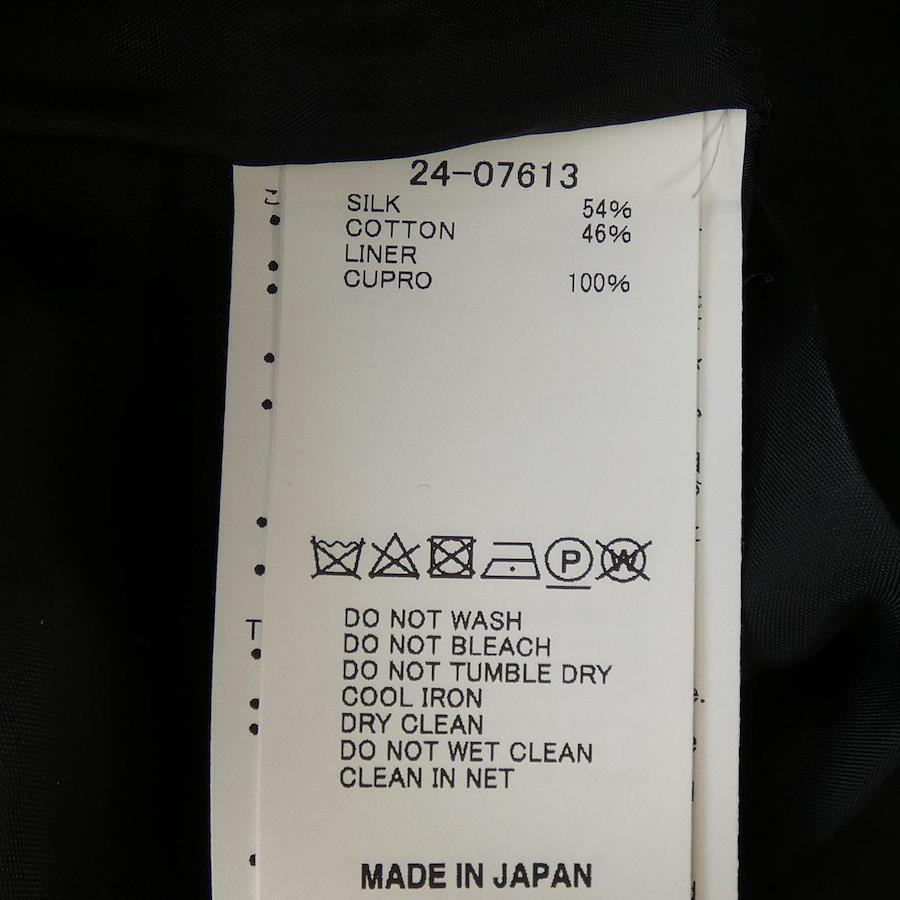 24-07613
SILK 54%
COTTON 46%
LINER
CUPRO 100%
P W
DO NOT WASH
DO NOT BLEACH
DO NOT TUMBLE DRY
COOL IRON
DRY CLEAN
DO NOT WET CLEAN
CLEAN IN NET
MADE IN JAPAN